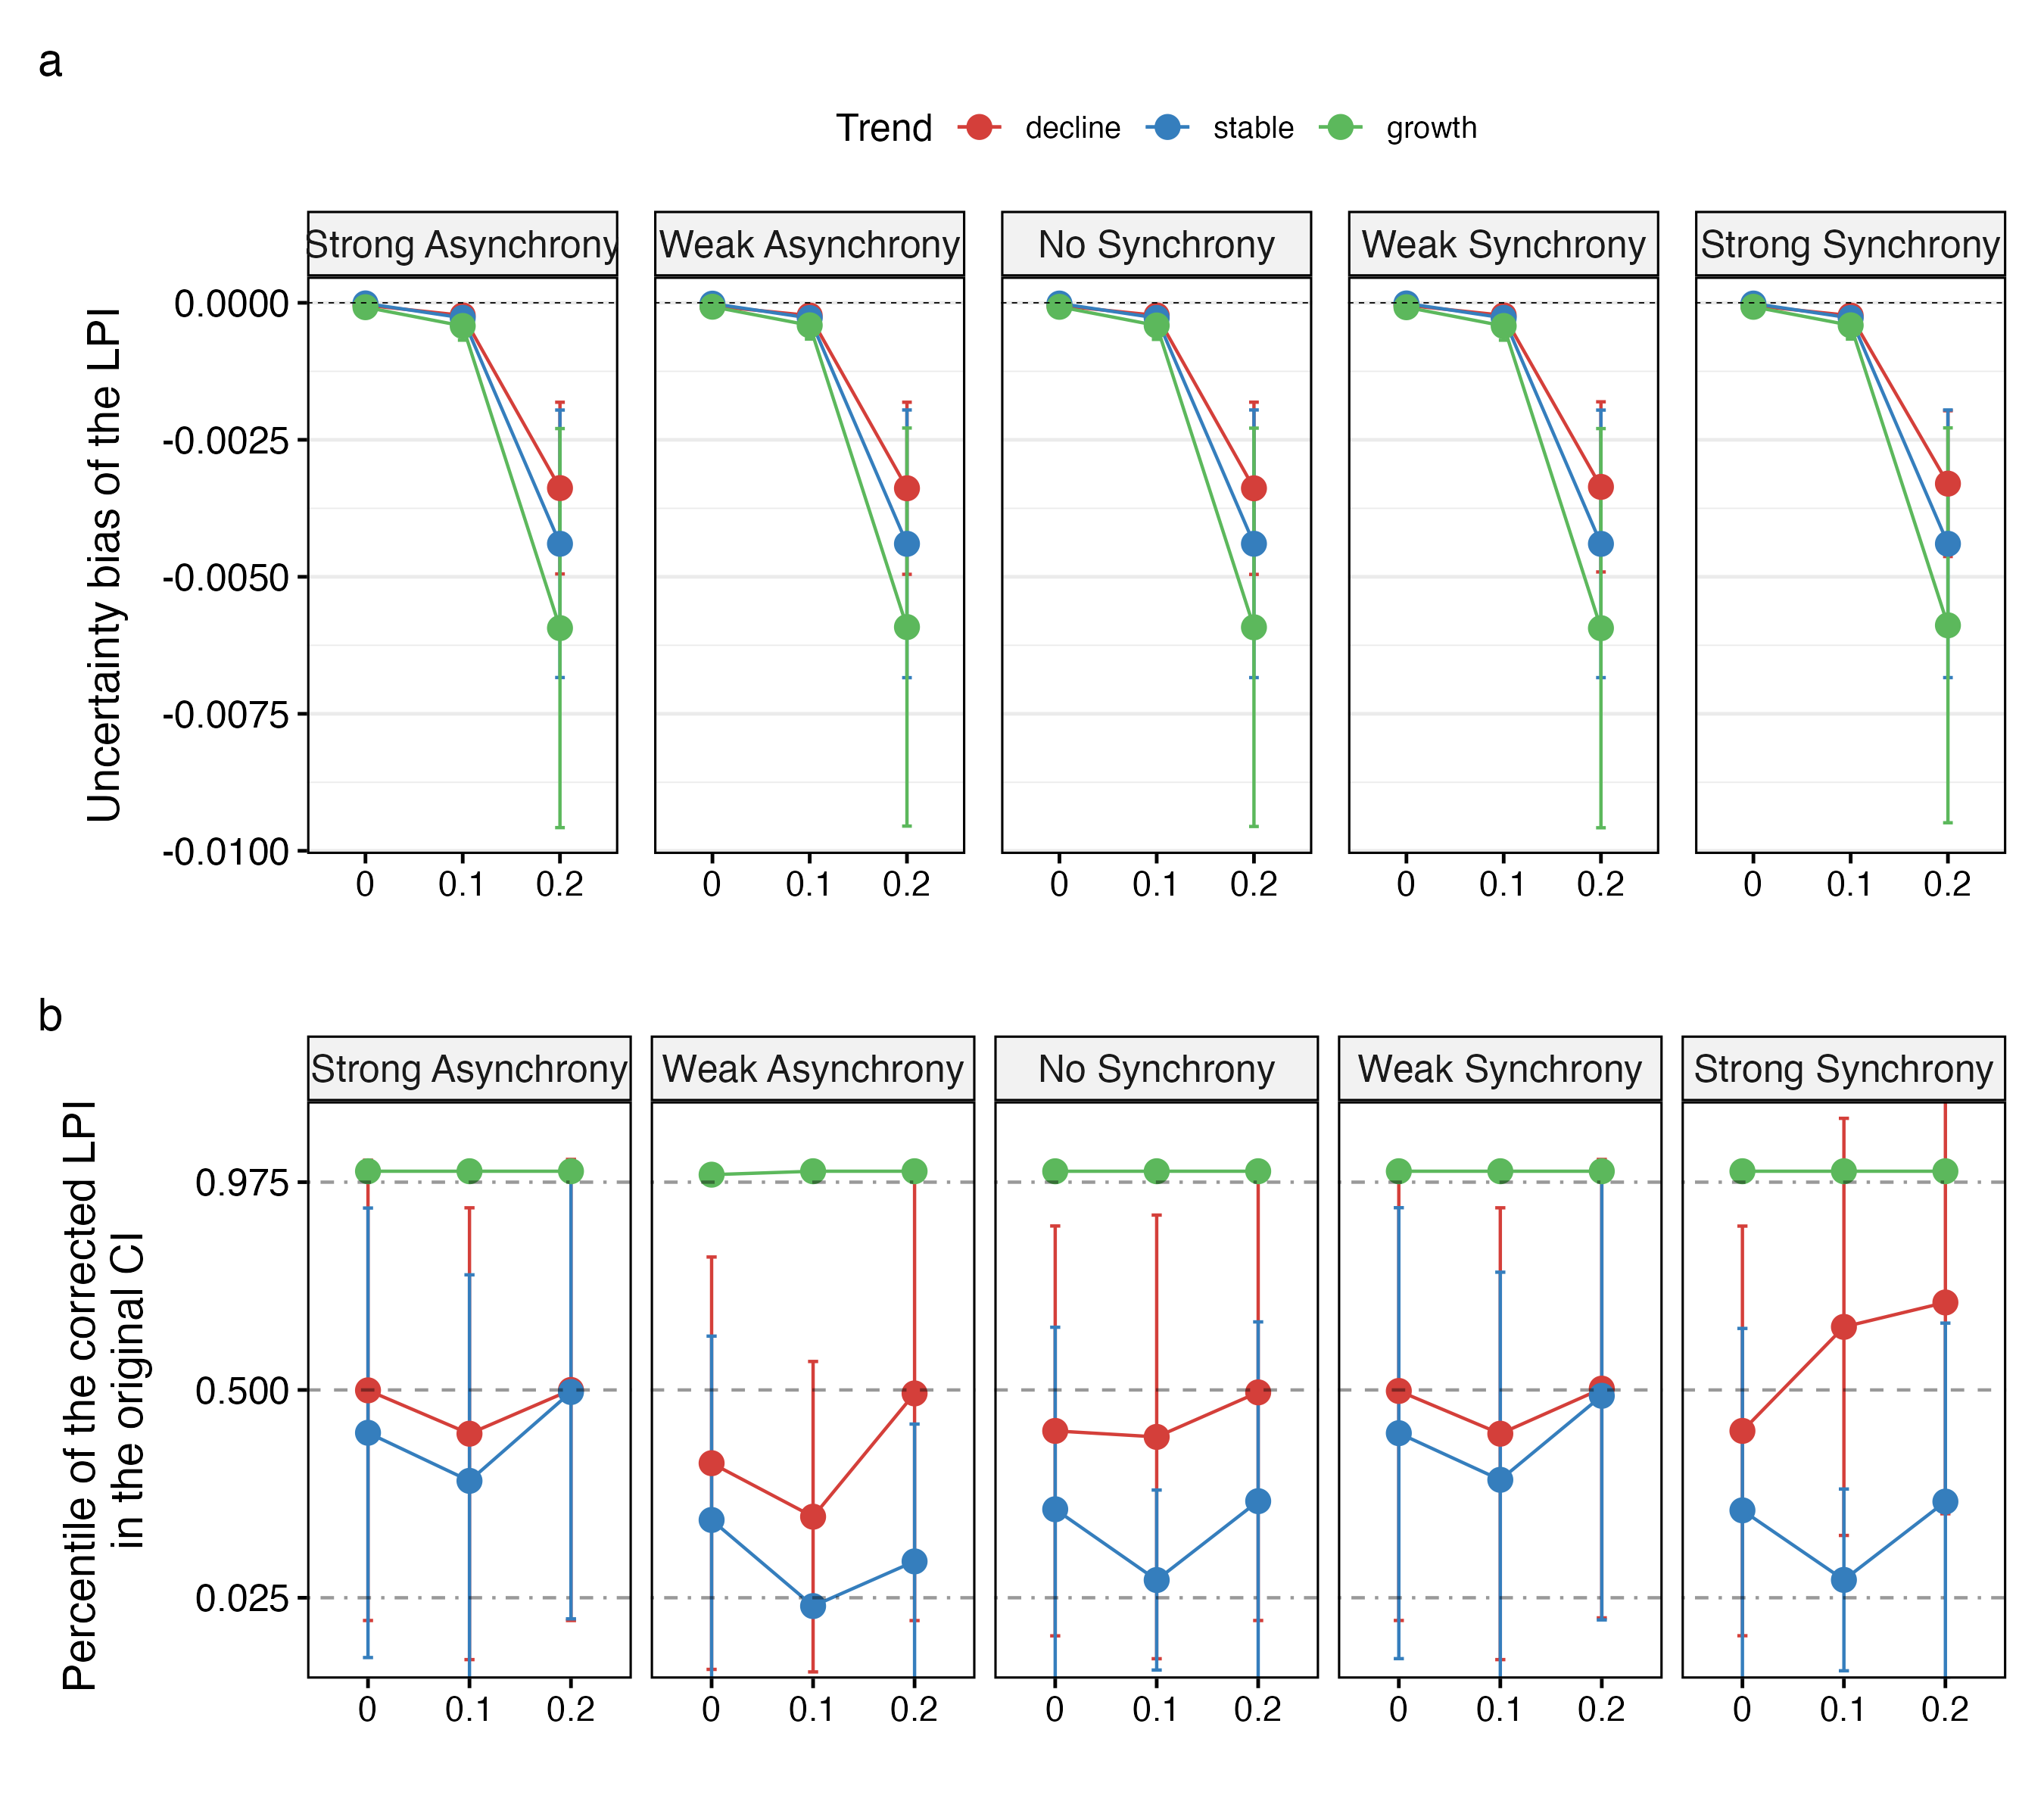 a
Trend decline stable growth
Strong Asynchrony Weak Asynchrony No Synchrony Weak Synchrony Strong Synchrony
Uncertainty bias of the LPI
0.0000
-0.0025
-0.0050
-0.0075
-0.0100
0 0.1 0.2 0 0.1 0.2 0 0.1 0.2 0 0.1 0.2 0 0.1 0.2
b
Strong Asynchrony Weak Asynchrony No Synchrony Weak Synchrony Strong Synchrony
Percentile of the corrected LPI
in the original CI
0.975
0.500
0.025
0 0.1 0.2 0 0.1 0.2 0 0.1 0.2 0 0.1 0.2 0 0.1 0.2